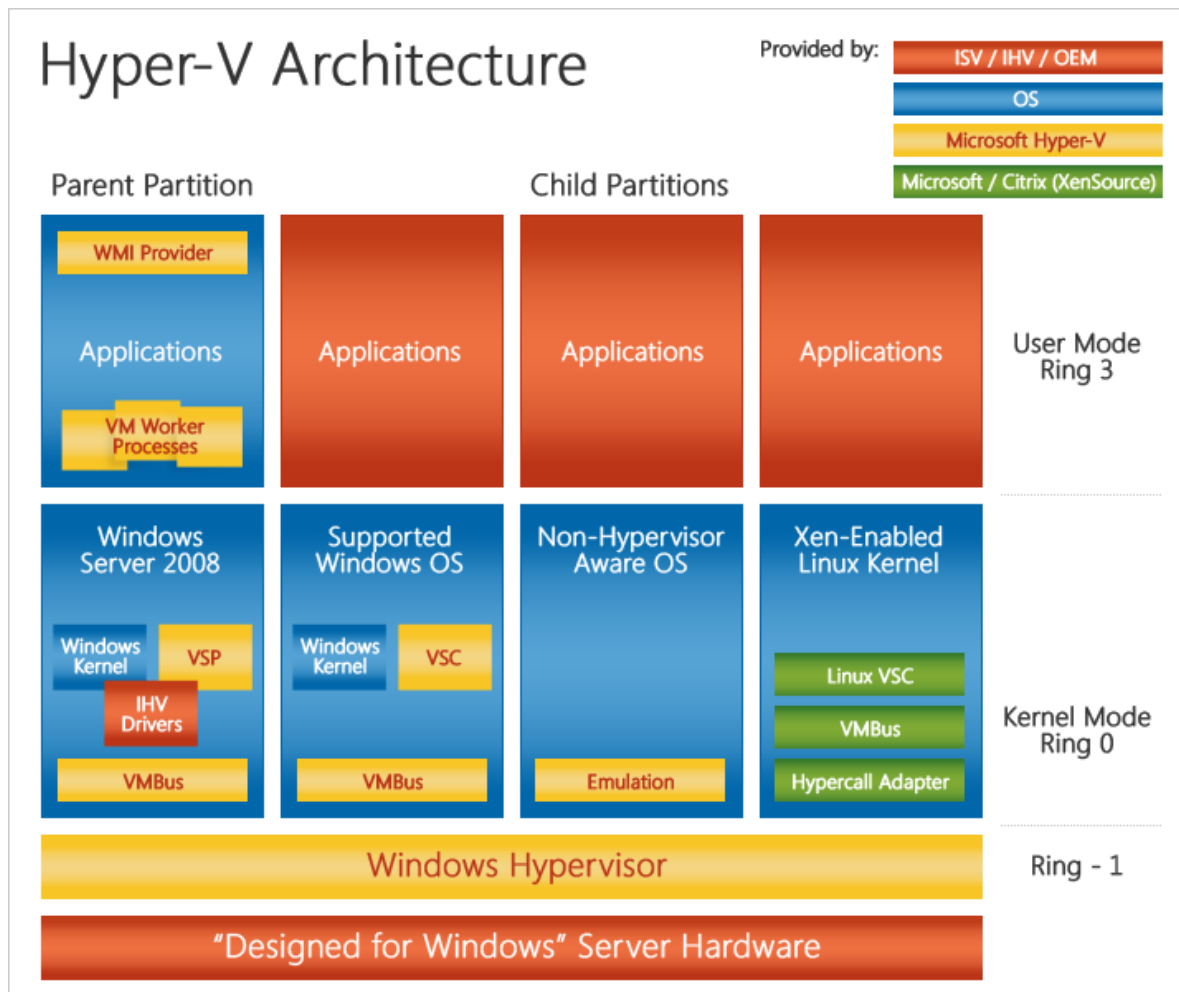 Hyper-V Architecture
Provided by:
ISV / IHV / OEM
OS
Microsoft Hyper-V
Microsoft / Citrix (XenSource)
Parent Partition
Child Partitions
WMI Provider
Applications
VM Worker
Processes
Applications
Applications
Applications
User Mode
Ring 3
Windows
Server 2008
Windows
Kernel
VSP
IHV
Drivers
VMBus
Supported
Windows OS
Windows
Kernel
VSC
VMBus
Non-Hypervisor
Aware OS
Emulation
Xen-Enabled
Linux Kernel
Linux VSC
VMBus
Hypercall Adapter
Kernel Mode
Ring 0
Windows Hypervisor
Ring - 1
“Designed for Windows” Server Hardware